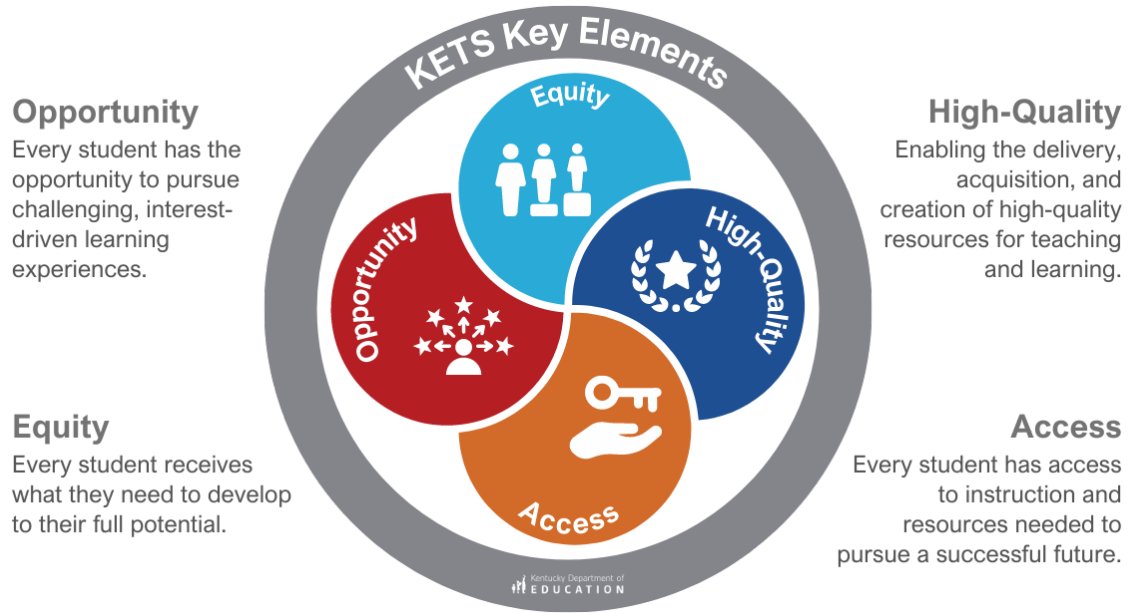 KETS Key Elements
Opportunity
Every student has the
opportunity to pursue
challenging, interest-
driven learning
experiences.
Equity
Every student receives
what they need to develop
to their full potential.
Equity
Opportunity
High-Quality
Access
High-Quality
Enabling the delivery,
acquisition, and
creation of high-quality
resources for teaching
and learning.
Access
Every student has access
to instruction and
resources needed to
pursue a successful future.
Kentucky Department of
EDUCATION